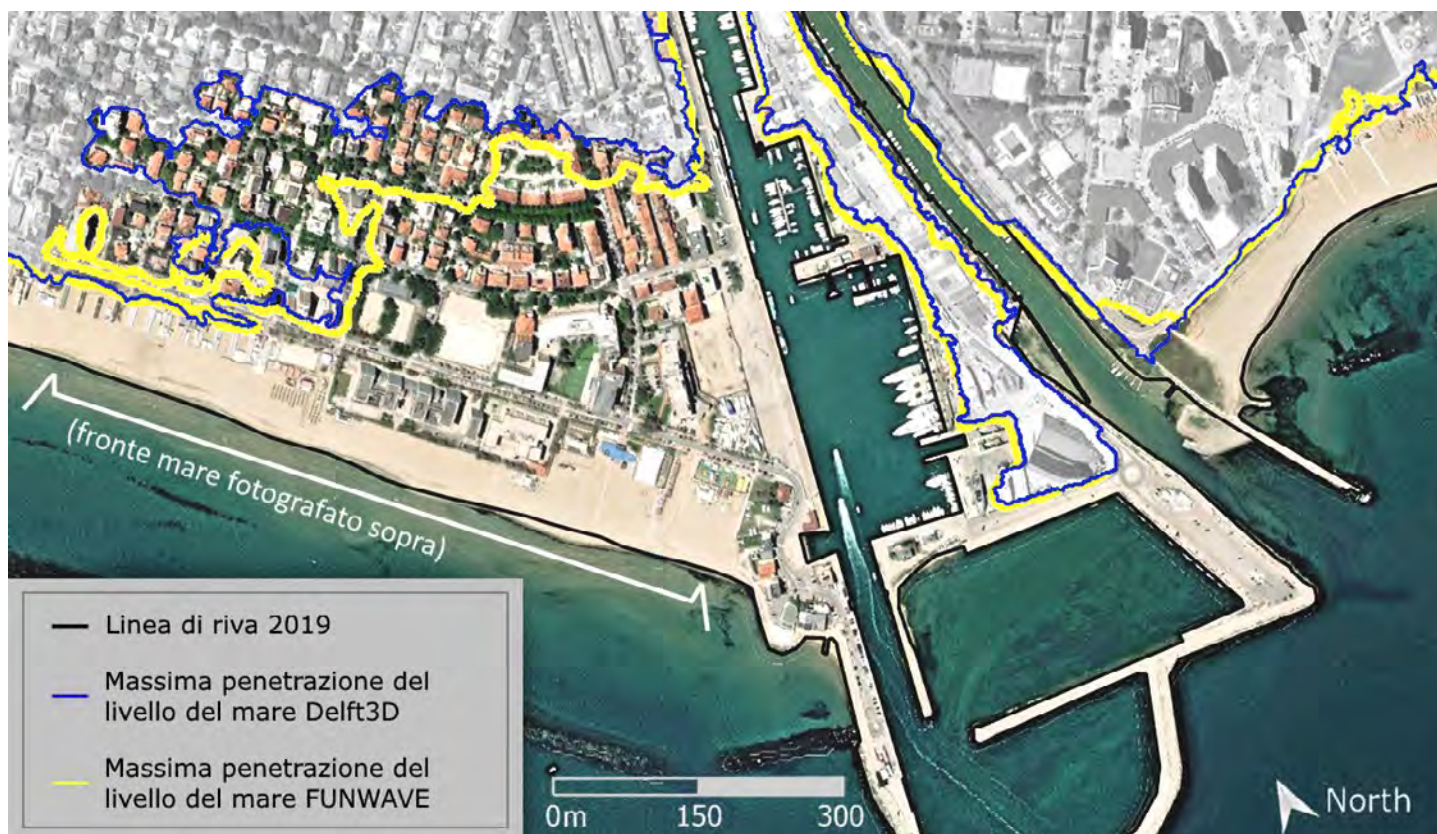 (fronte mare fotografato sopra)
Linea di riva 2019
Massima penetrazione del
livello del mare Delft3D
Massima penetrazione del
livello del mare FUNWAVE
0m 150 300
North